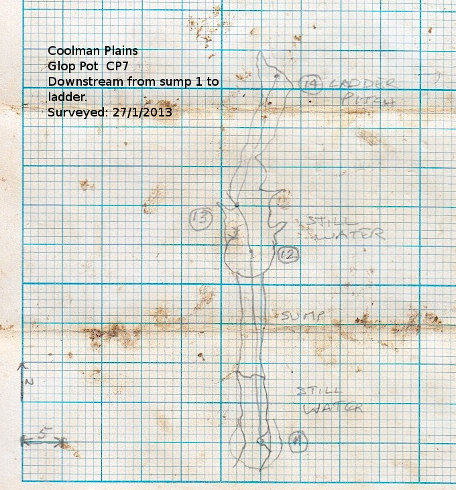 Coolman Plains
Glop Pot CP7
Downstream from sump 1 to
ladder.
Surveyed: 27/1/2013
14 LADDER
PITCH
13
STILL
WATER
12
SUMP
STILL
WATER
N
5